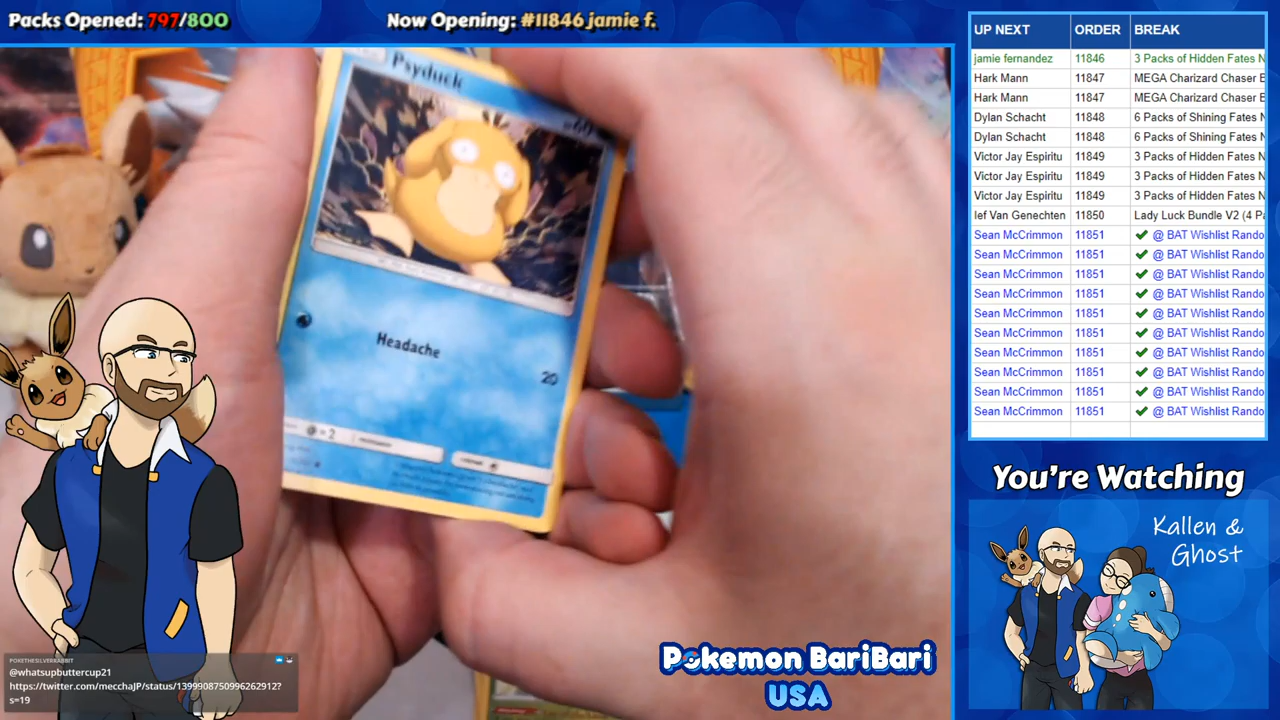 Packs Opened: 797/800
Now Opening: #11846 jamie f.
UP NEXT ORDER BREAK
jamie fernandez 11846 3 Packs of Hidden Fates N
Hark Mann 11847 MEGA Charizard Chaser E
Hark Mann 11847 MEGA Charizard Chaser E
Dylan Schacht 11848 6 Packs of Shining Fates N
Dylan Schacht 11848 6 Packs of Shining Fates N
Victor Jay Espiritu 11849 3 Packs of Hidden Fates N
Victor Jay Espiritu 11849 3 Packs of Hidden Fates N
Victor Jay Espiritu 11849 3 Packs of Hidden Fates N
Ief Van Genechten 11850 Lady Luck Bundle V2 (4 Pa
Sean McCrimmon 11851 ✔ @ BAT Wishlist Rando
Sean McCrimmon 11851 ✔ @ BAT Wishlist Rando
Sean McCrimmon 11851 ✔ @ BAT Wishlist Rando
Sean McCrimmon 11851 ✔ @ BAT Wishlist Rando
Sean McCrimmon 11851 ✔ @ BAT Wishlist Rando
Sean McCrimmon 11851 ✔ @ BAT Wishlist Rando
Sean McCrimmon 11851 ✔ @ BAT Wishlist Rando
Sean McCrimmon 11851 ✔ @ BAT Wishlist Rando
Sean McCrimmon 11851 ✔ @ BAT Wishlist Rando
Sean McCrimmon 11851 ✔ @ BAT Wishlist Rando
Psyduck
60
Headache
20
×2
You're Watching
Kallen &
Ghost
POKETHESILVERRABBIT
@whatsupbuttercup21
https://twitter.com/mecchaJP/status/1399908750996262912?
s=19
Pokemon BariBari
USA